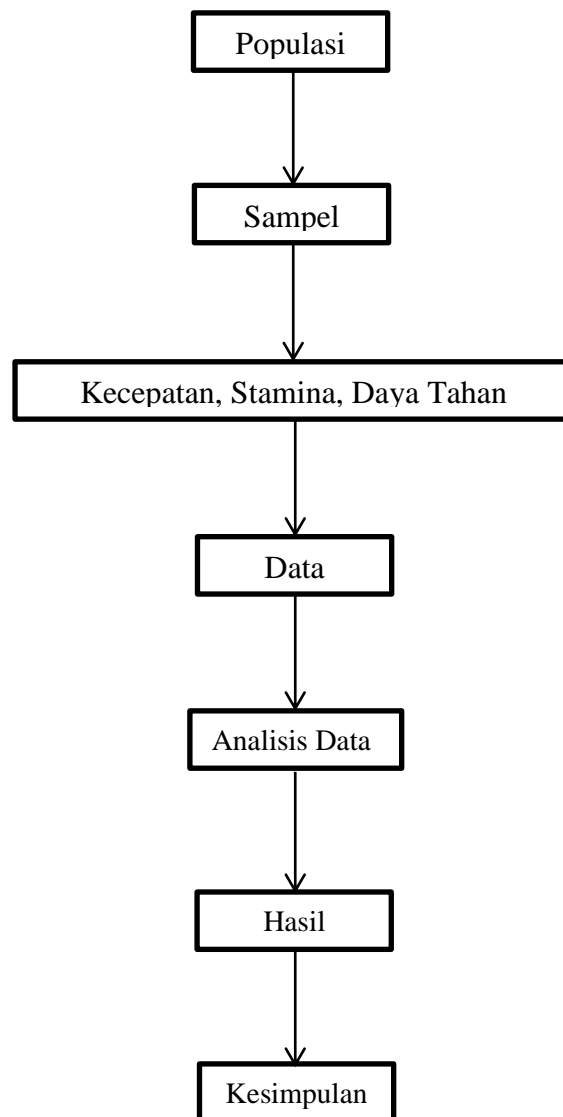 Populasi
Sampel
Kecepatan, Stamina, Daya Tahan
Data
Analisis Data
Hasil
Kesimpulan